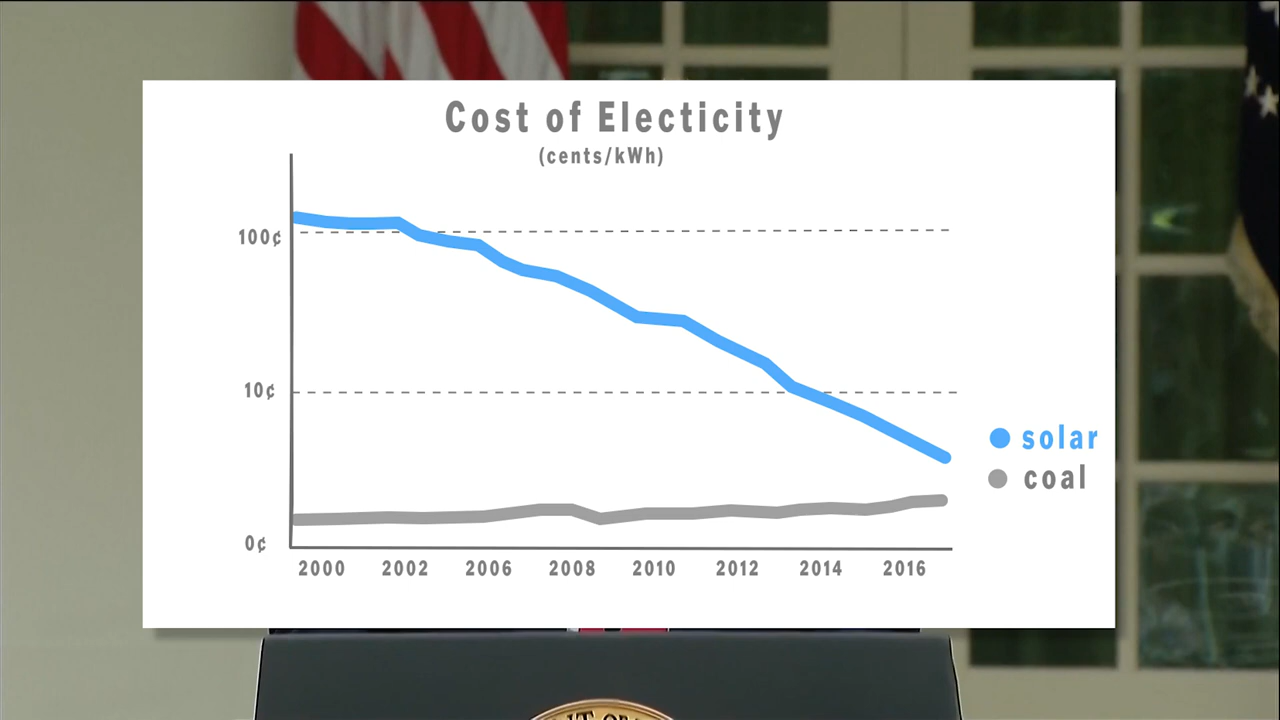 Cost of Electicity
(cents/kWh)
100¢
10¢
0¢
2000 2002 2006 2008 2010 2012 2014 2016
solar
coal